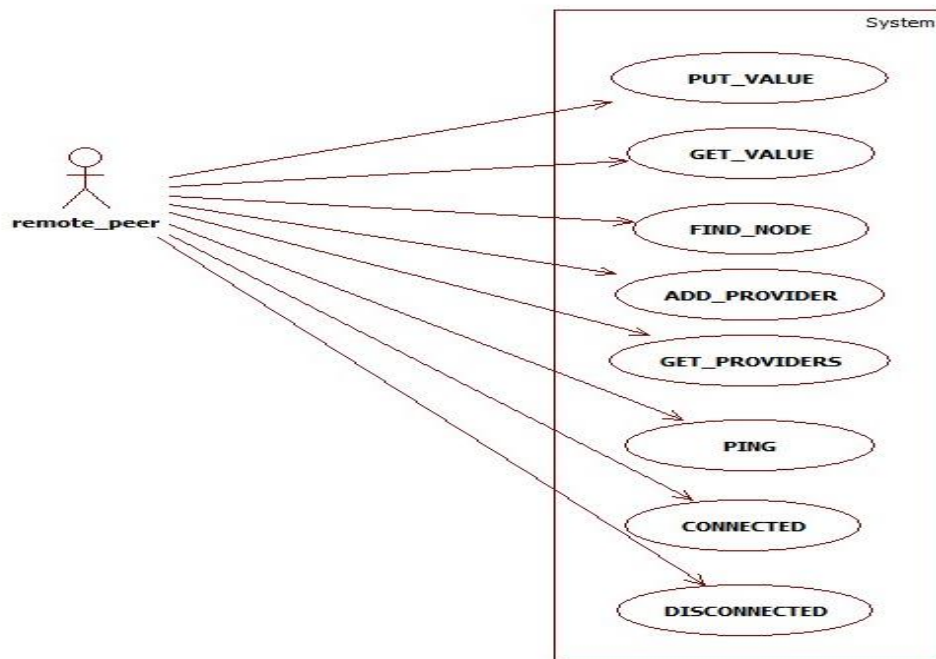 System
PUT_VALUE
GET_VALUE
remote_peer
FIND_NODE
ADD_PROVIDER
GET_PROVIDERS
PING
CONNECTED
DISCONNECTED